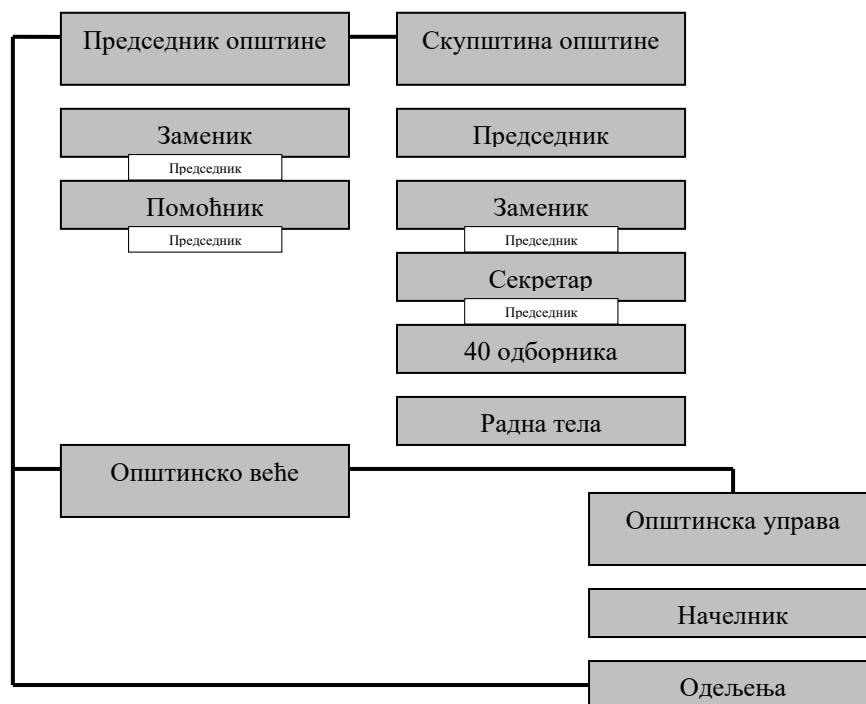 Председник општине
Скупштина општине
Заменик
Председник
Председник
Помоћник
Заменик
Председник
Председник
Секретар
Председник
40 одборника
Радна тела
Општинско веће
Општинска управа
Начелник
Одељења